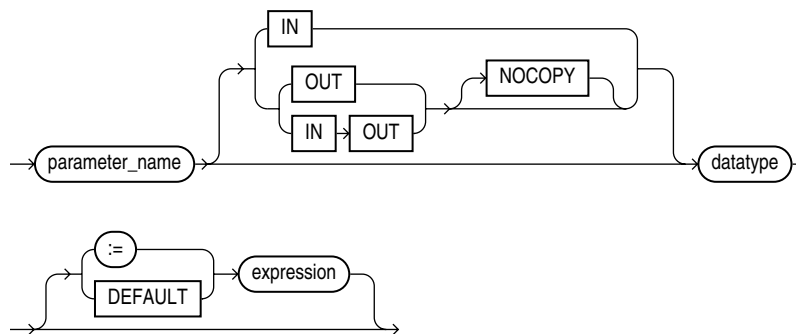 IN
OUT
NOCOPY
IN OUT
parameter_name datatype
:=
DEFAULT
expression